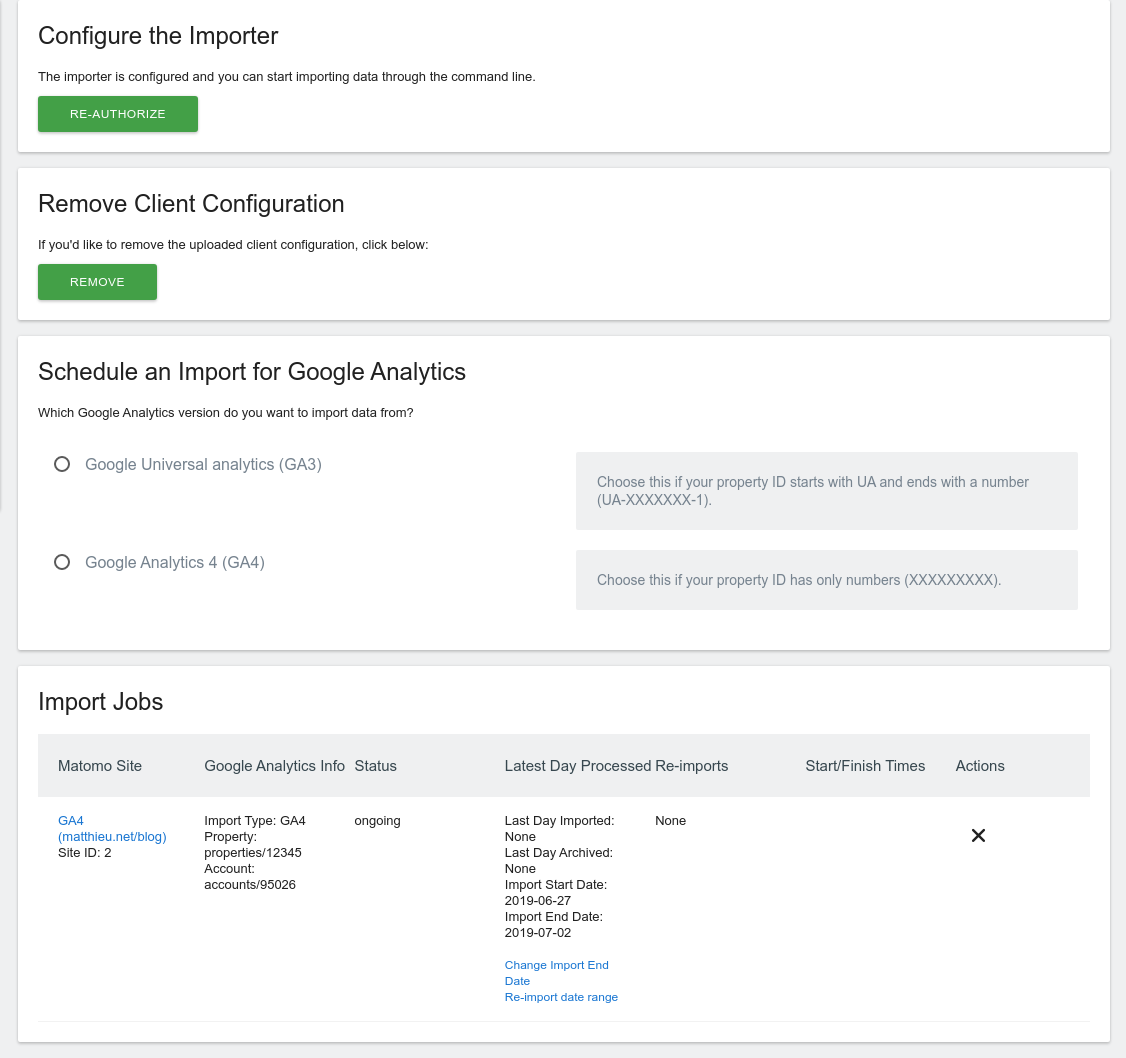 Configure the Importer
The importer is configured and you can start importing data through the command line.
RE-AUTHORIZE
Remove Client Configuration
If you'd like to remove the uploaded client configuration, click below:
REMOVE
Schedule an Import for Google Analytics
Which Google Analytics version do you want to import data from?
Google Universal analytics (GA3)
Choose this if your property ID starts with UA and ends with a number
(UA-XXXXXXX-1).
Google Analytics 4 (GA4)
Choose this if your property ID has only numbers (XXXXXXXXX).
Import Jobs
Matomo Site Google Analytics Info Status Latest Day Processed Re-imports Start/Finish Times Actions
GA4
(matthieu.net/blog)
Site ID: 2
Import Type: GA4
Property:
properties/12345
Account:
accounts/95026
ongoing
Last Day Imported:
None
Last Day Archived:
None
Import Start Date:
2019-06-27
Import End Date:
2019-07-02
Change Import End
Date
Re-import date range
None